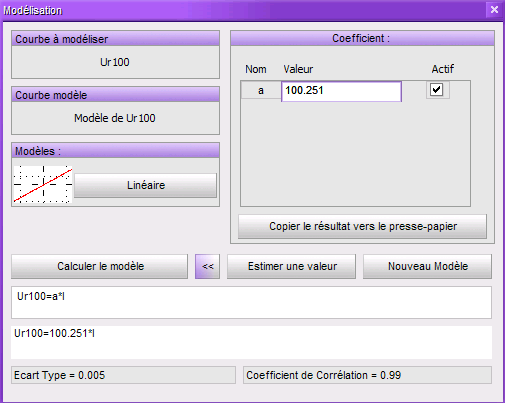 Modélisation
Courbe à modéliser
Ur100
Courbe modèle
Modèle de Ur100
Modèles :
Linéaire
Coefficient :
Nom Valeur Actif
a 100.251
Copier le résultat vers le presse-papier
Calculer le modèle << Estimer une valeur Nouveau Modèle
Ur100=a*I
Ur100=100.251*I
Ecart Type = 0.005 Coefficient de Corrélation = 0.99